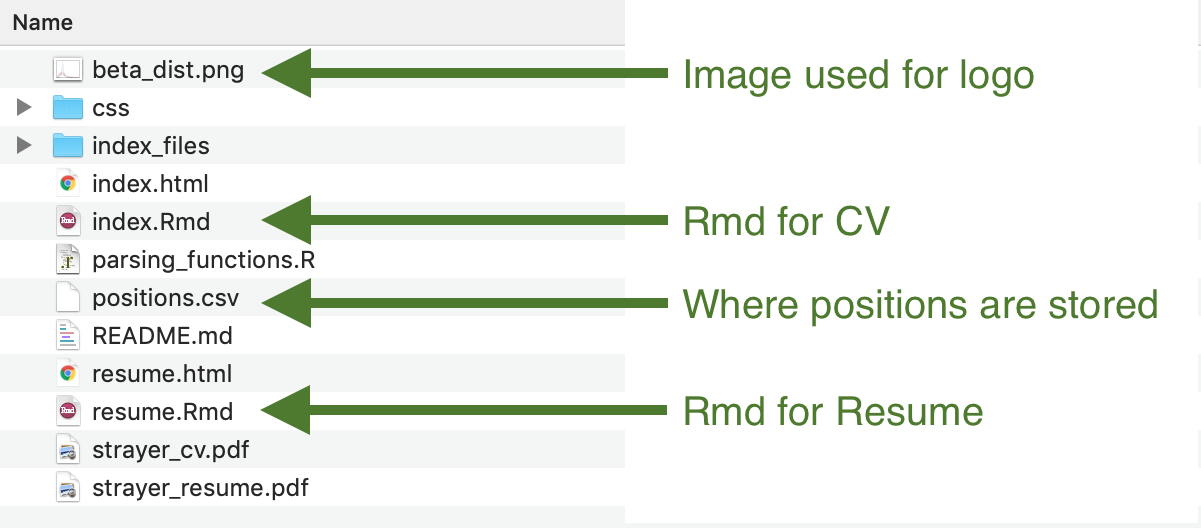 Name
beta_dist.png
Image used for logo
css
index_files
index.html
index.Rmd
Rmd for CV
parsing_functions.R
positions.csv
Where positions are stored
README.md
resume.html
resume.Rmd
Rmd for Resume
strayer_cv.pdf
strayer_resume.pdf